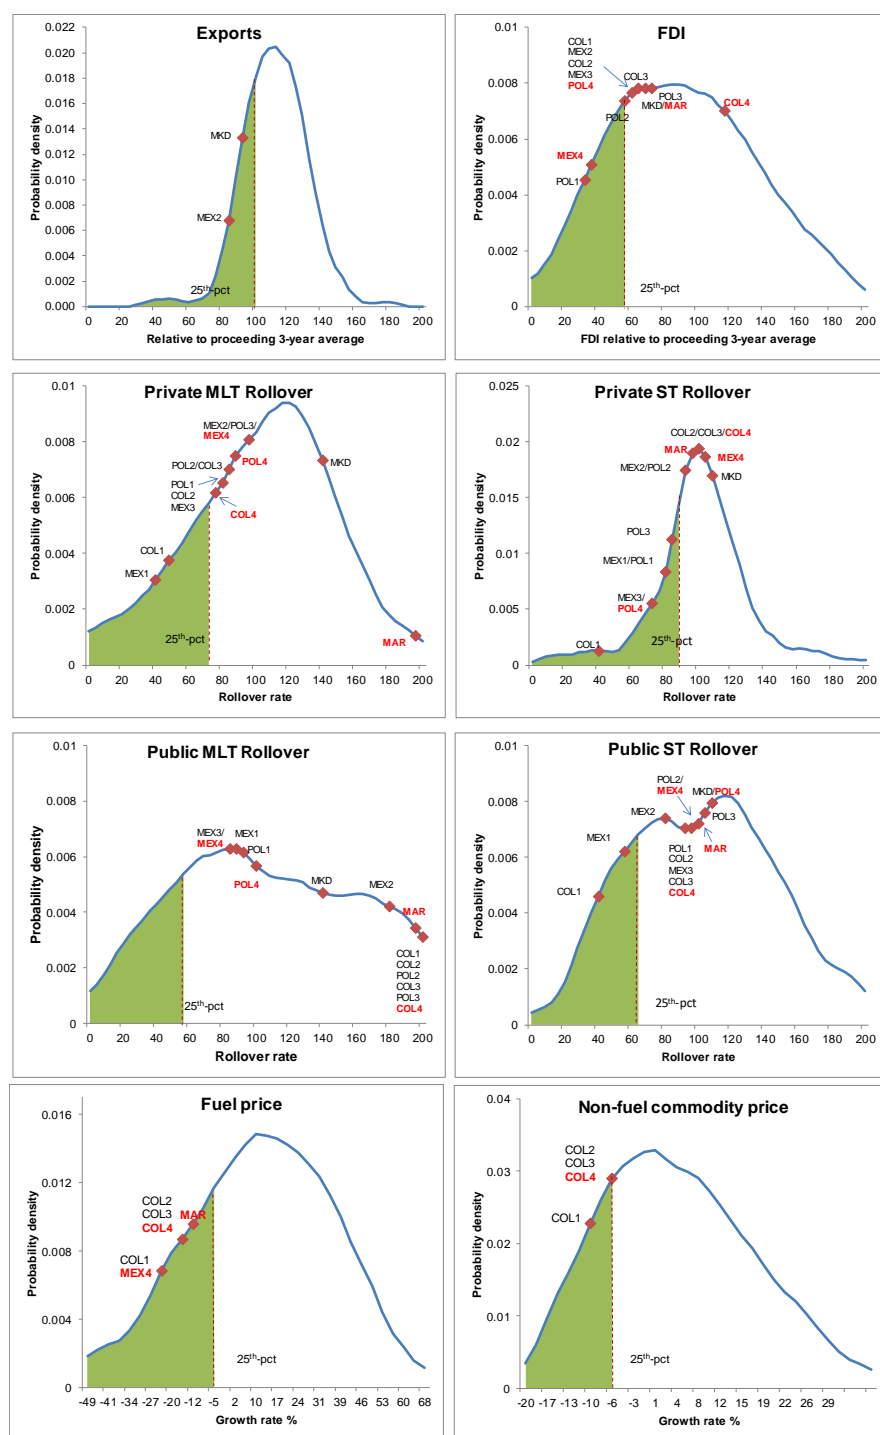 Exports
Probability density
0.022
0.020
0.018
0.016
0.014
0.012
0.010
0.008
0.006
0.004
0.002
0.000
MKD
MEX2
25th-pct
0 20 40 60 80 100 120 140 160 180 200
Relative to proceeding 3-year average
FDI
Probability density
0.01
0.008
0.006
0.004
0.002
0
COL1
MEX2
COL2
MEX3
POL4
COL3
POL3
MKD/MAR
POL2
COL4
MEX4
POL1
25th-pct
0 20 40 60 80 100 120 140 160 180 200
FDI relative to proceeding 3-year average
Private MLT Rollover
Probability density
0.01
0.008
0.006
0.004
0.002
0
MEX2/POL3/
MEX4
POL4
POL2/COL3
POL1
COL2
MEX3
COL4
COL1
MEX1
MKD
MAR
25th-pct
0 20 40 60 80 100 120 140 160 180 200
Rollover rate
Private ST Rollover
Probability density
0.025
0.02
0.015
0.01
0.005
0
COL2/COL3/COL4
MAR
MEX4
MEX2/POL2
MKD
POL3
MEX1/POL1
MEX3/
POL4
COL1
25th-pct
0 20 40 60 80 100 120 140 160 180 200
Rollover rate
Public MLT Rollover
Probability density
0.01
0.008
0.006
0.004
0.002
0
MEX3/
MEX4
MEX1
POL1
POL4
MKD
MEX2
MAR
COL1
COL2
POL2
COL3
POL3
COL4
25th-pct
0 20 40 60 80 100 120 140 160 180 200
Rollover rate
Public ST Rollover
Probability density
0.01
0.008
0.006
0.004
0.002
0
POL2/
MEX4
MKD/POL4
MEX2
POL3
MEX1
MAR
POL1
COL2
MEX3
COL3
COL4
COL1
25th-pct
0 20 40 60 80 100 120 140 160 180 200
Rollover rate
Fuel price
Probability density
0.016
0.012
0.008
0.004
0
COL2
COL3
COL4
MAR
COL1
MEX4
25th-pct
-49 -41 -34 -27 -20 -12 -5 2 10 17 24 31 39 46 53 60 68
Growth rate %
Non-fuel commodity price
Probability density
0.04
0.03
0.02
0.01
0
COL2
COL3
COL4
COL1
25th-pct
-20 -17 -13 -10 -6 -3 1 4 8 12 15 19 22 26 29
Growth rate %